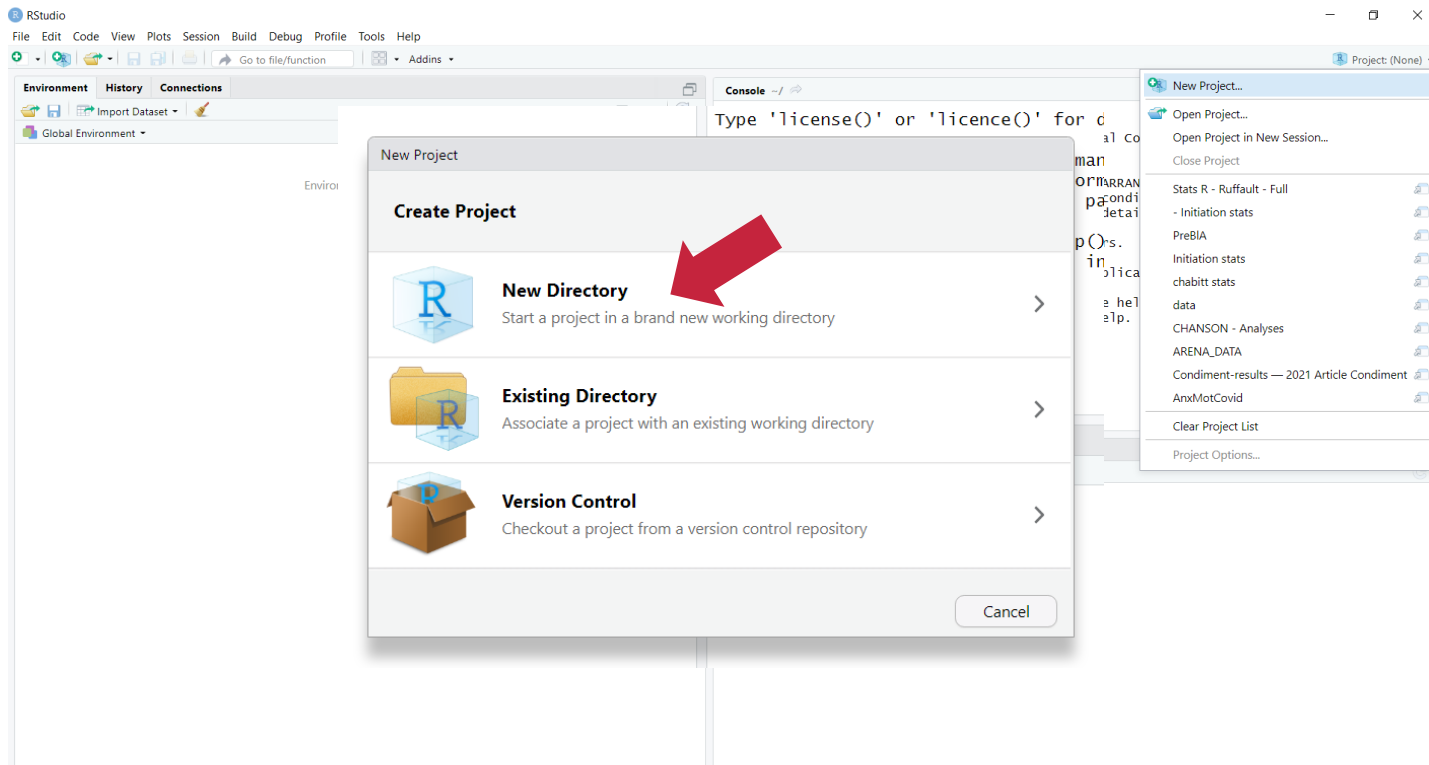 RStudio
File Edit Code View Plots Session Build Debug Profile Tools Help
Go to file/function
Addins
Project: (None)
Environment History Connections
Import Dataset
Global Environment
Console ~/
Type 'license()' or 'licence()' for d
New Project...
Open Project...
Open Project in New Session...
Close Project
Stats R - Ruffault - Full
- Initiation stats
PreBIA
Initiation stats
chabitt stats
data
CHANSON - Analyses
ARENA_DATA
Condiment-results — 2021 Article Condiment
AnxMotCovid
Clear Project List
Project Options...
New Project
Create Project
New Directory
Start a project in a brand new working directory
Existing Directory
Associate a project with an existing working directory
Version Control
Checkout a project from a version control repository
Cancel